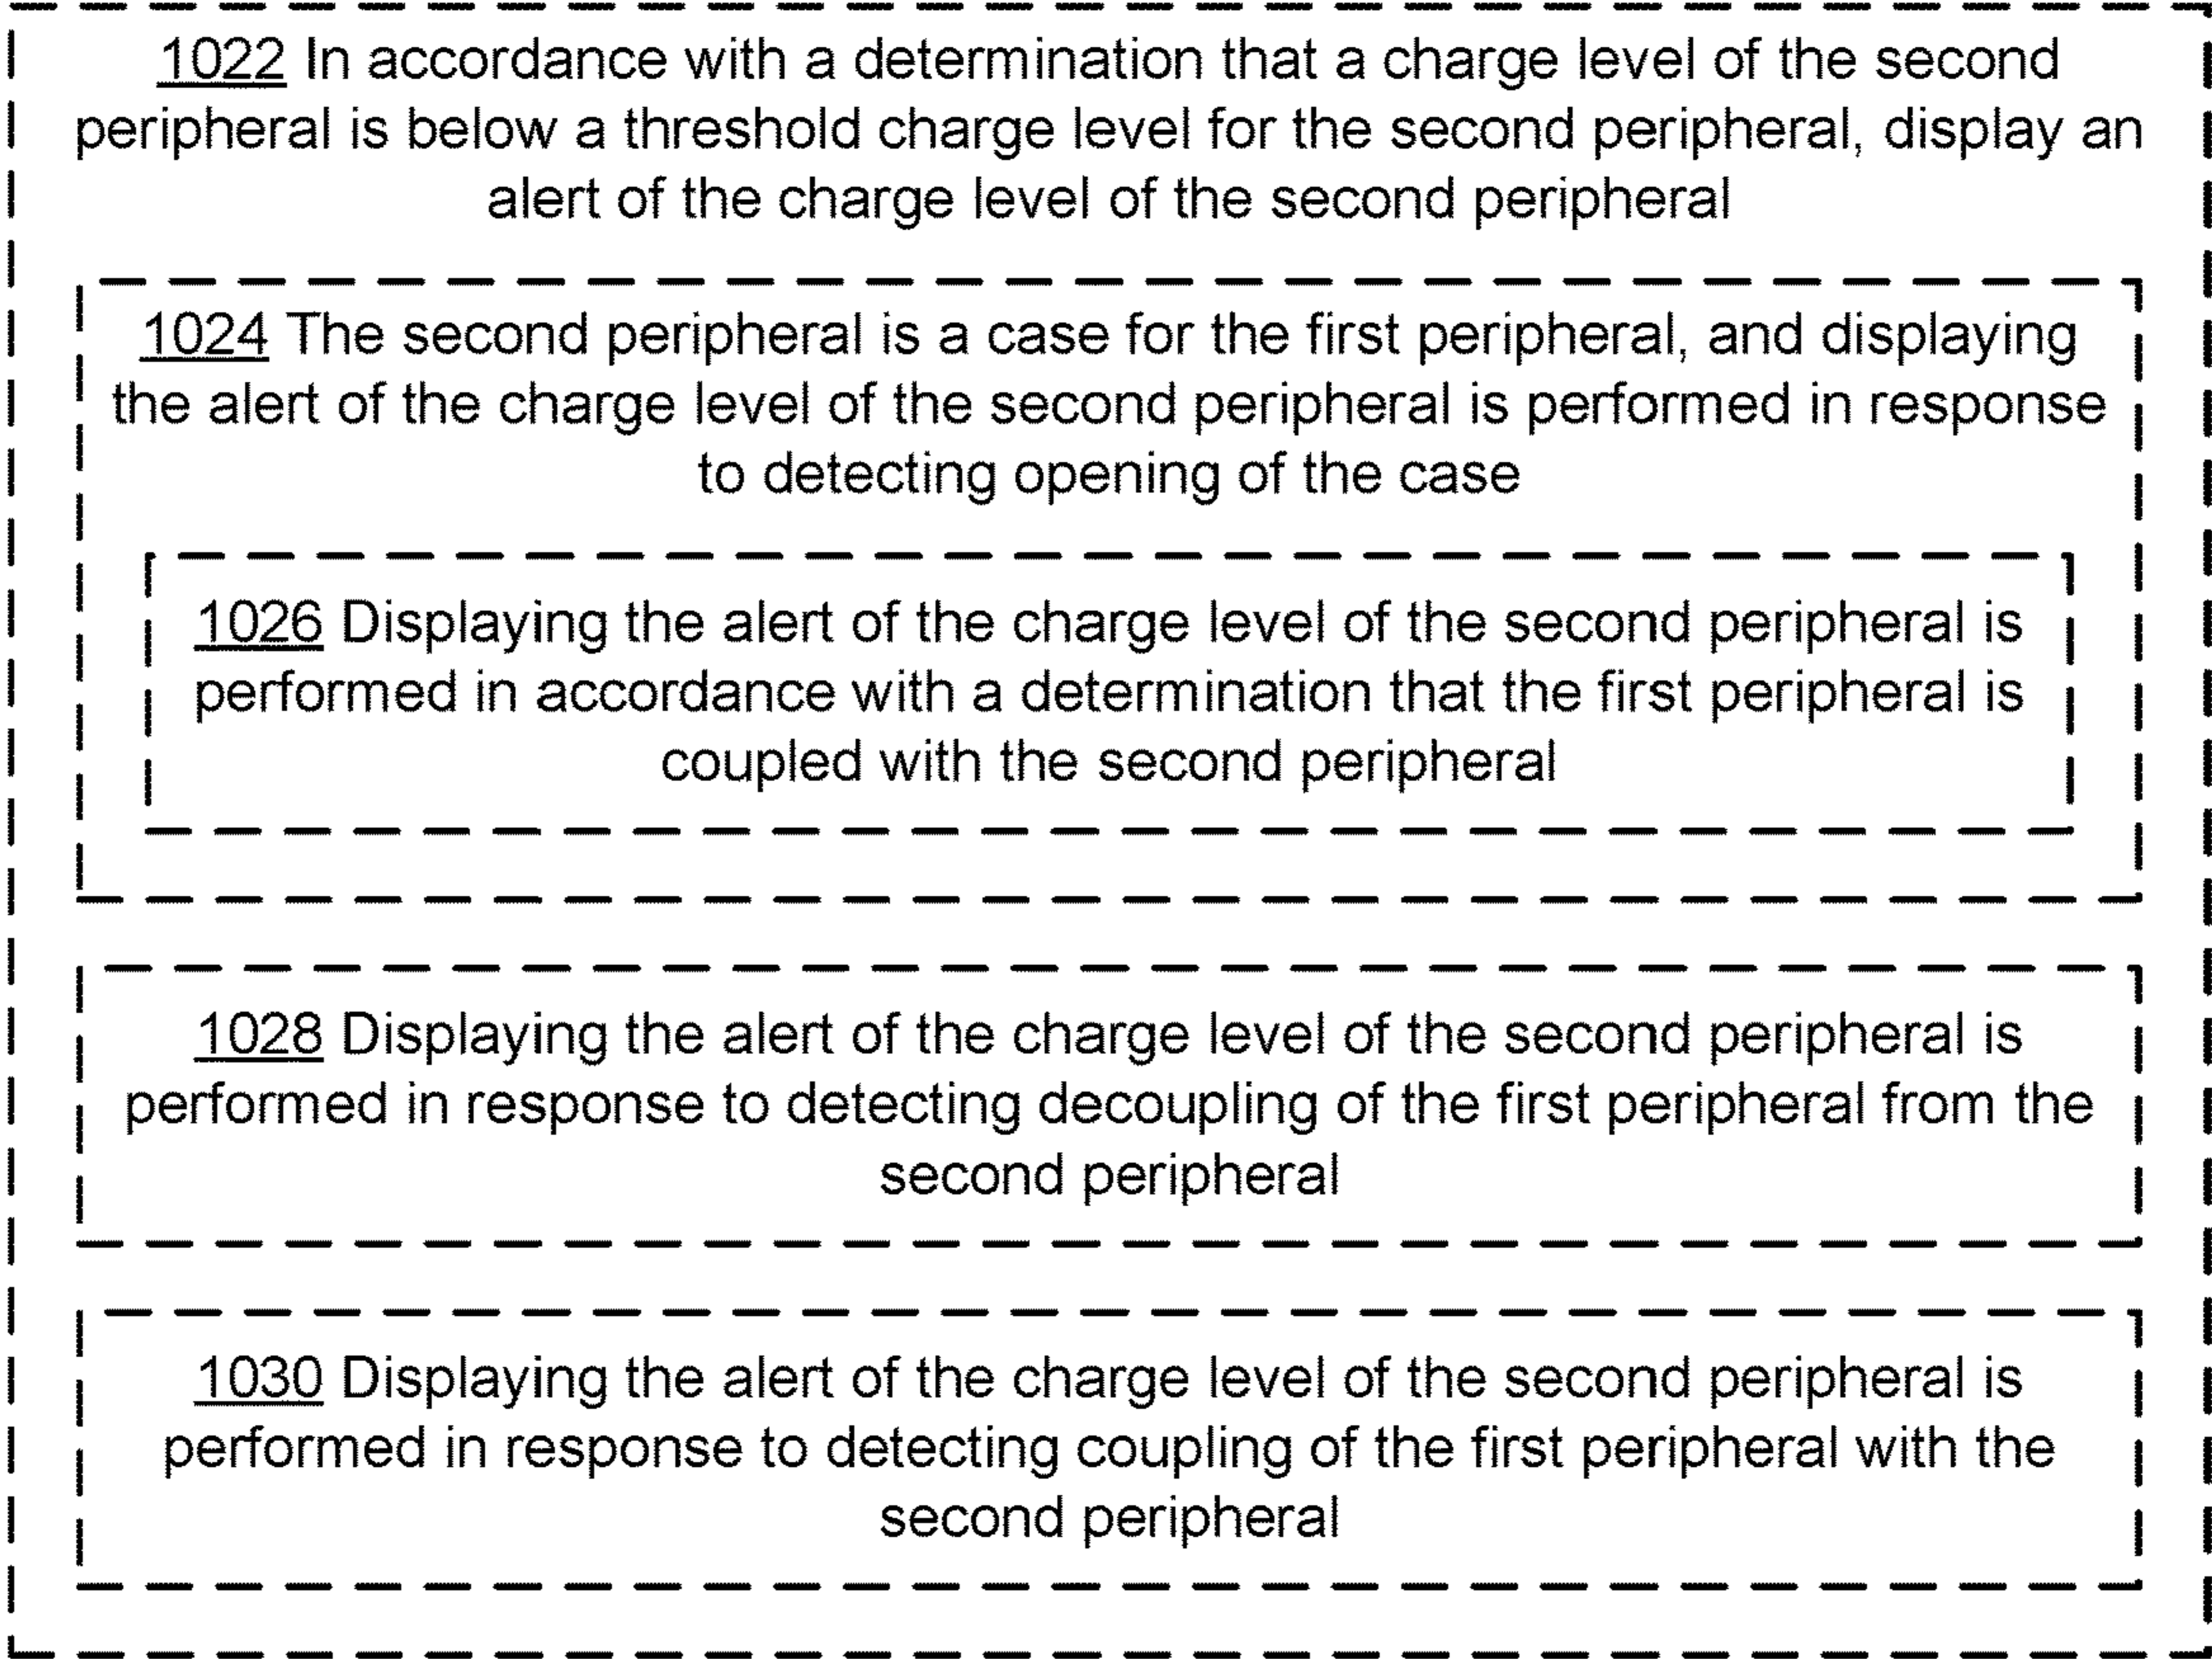 1022 In accordance with a determination that a charge level of the second
peripheral is below a threshold charge level for the second peripheral, display an
alert of the charge level of the second peripheral
1024 The second peripheral is a case for the first peripheral, and displaying
the alert of the charge level of the second peripheral is performed in response
to detecting opening of the case
1026 Displaying the alert of the charge level of the second peripheral is
performed in accordance with a determination that the first peripheral is
coupled with the second peripheral
1028 Displaying the alert of the charge level of the second peripheral is
performed in response to detecting decoupling of the first peripheral from the
second peripheral
1030 Displaying the alert of the charge level of the second peripheral is
performed in response to detecting coupling of the first peripheral with the
second peripheral